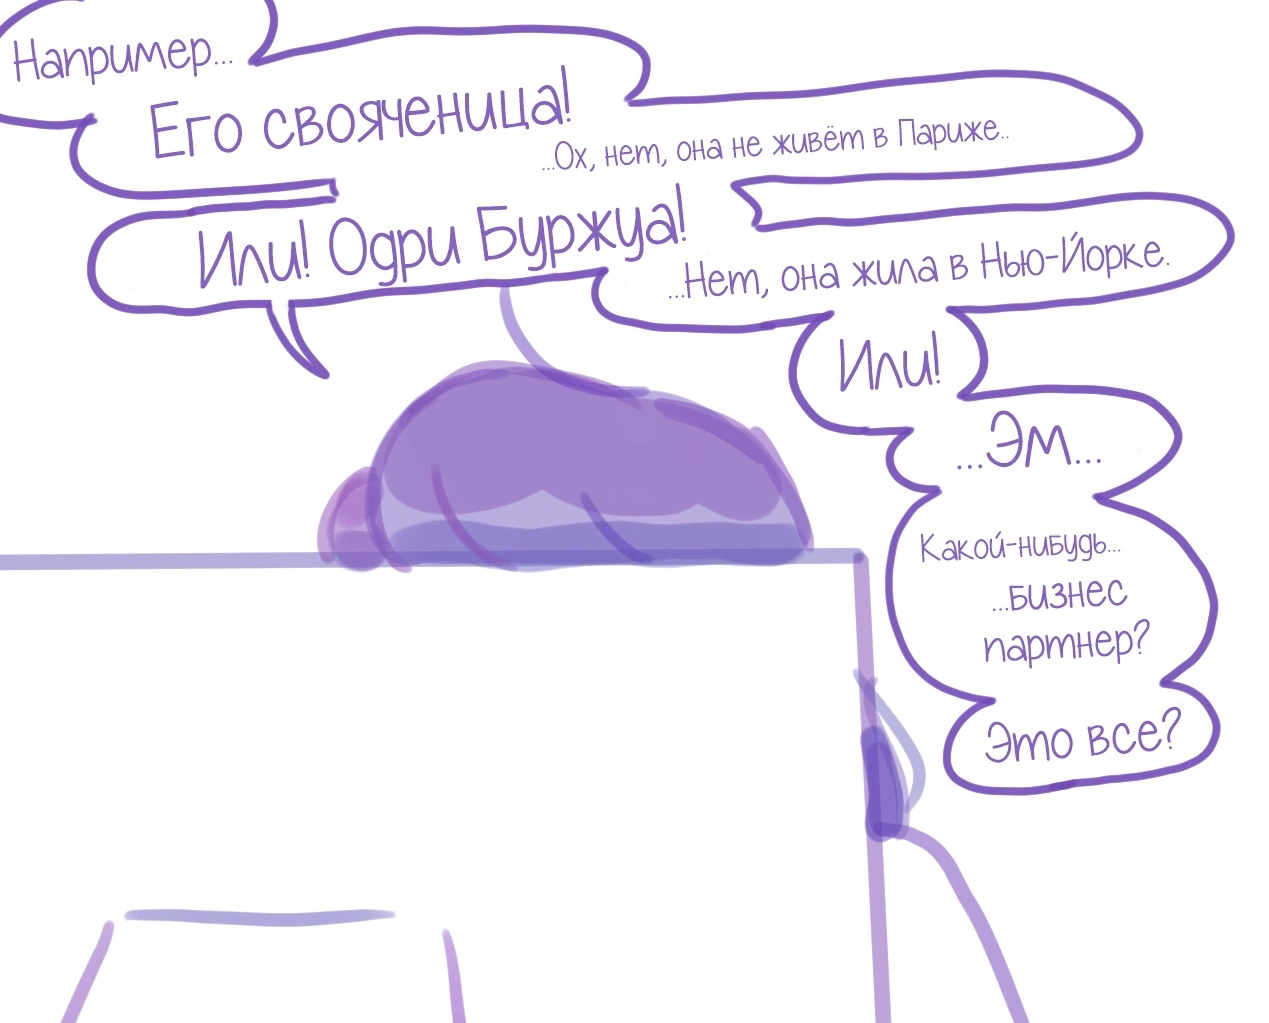 Например...
Его свояченица!
...Ох, нет, она не живёт в Париже..
Или! Одри Буржуа!
...Нет, она жила в Нью-Йорке.
Или!
...Эм...
Какой-нибудь...
...бизнес
партнер?
Это все?